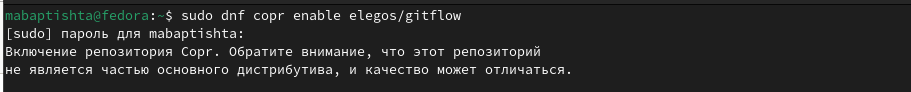 mabaptishta@fedora:~$ sudo dnf copr enable elegos/gitflow
[sudo] пароль для mabaptishta:
Включение репозитория Copr. Обратите внимание, что этот репозиторий
не является частью основного дистрибутива, и качество может отличаться.